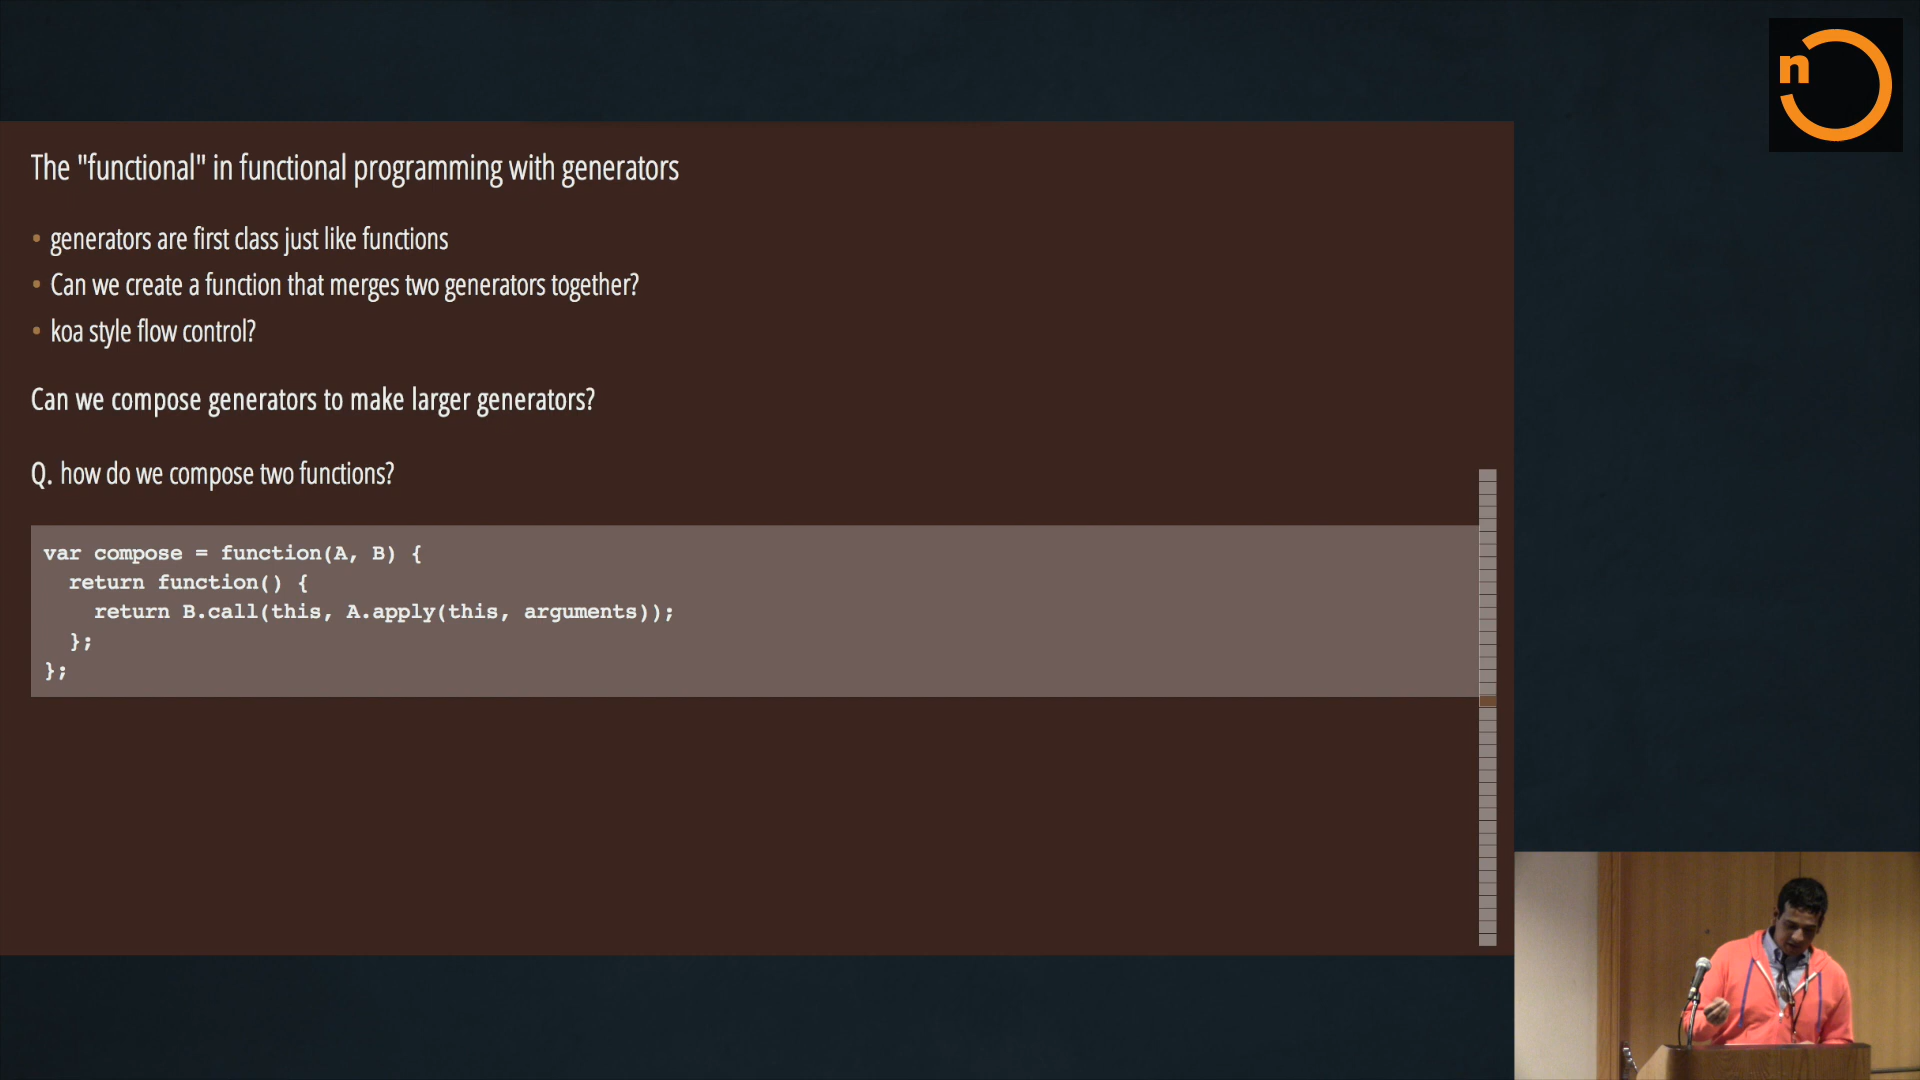 n
The "functional" in functional programming with generators
• generators are first class just like functions
• Can we create a function that merges two generators together?
• koa style flow control?
Can we compose generators to make larger generators?
Q. how do we compose two functions?
var compose = function(A, B) {
  return function() {
    return B.call(this, A.apply(this, arguments));
  };
};